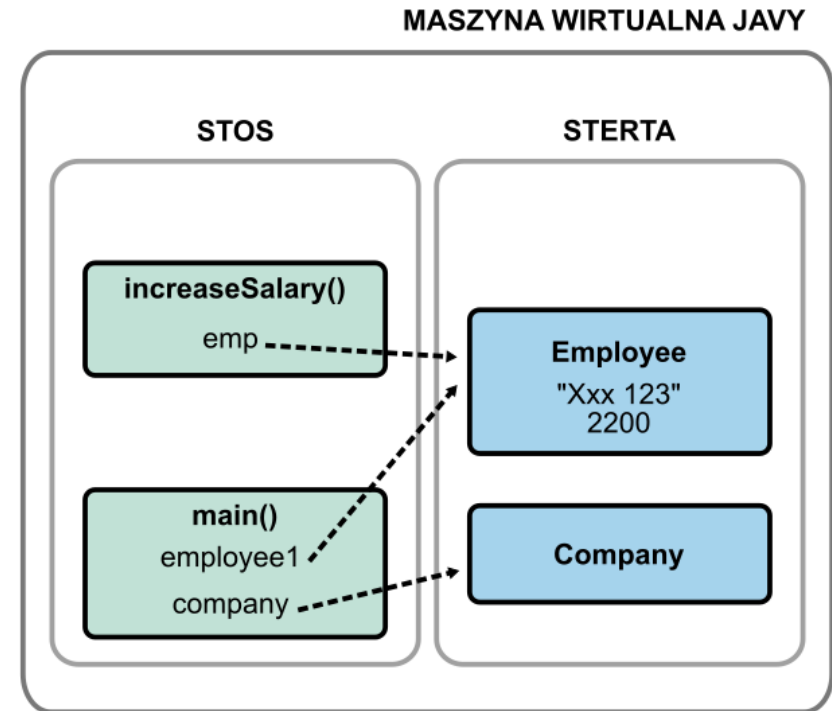 MASZYNA WIRTUALNA JAVY
STOS
STERTA
increaseSalary()
emp
Employee
"Xxx 123"
2200
main()
employee1
company
Company